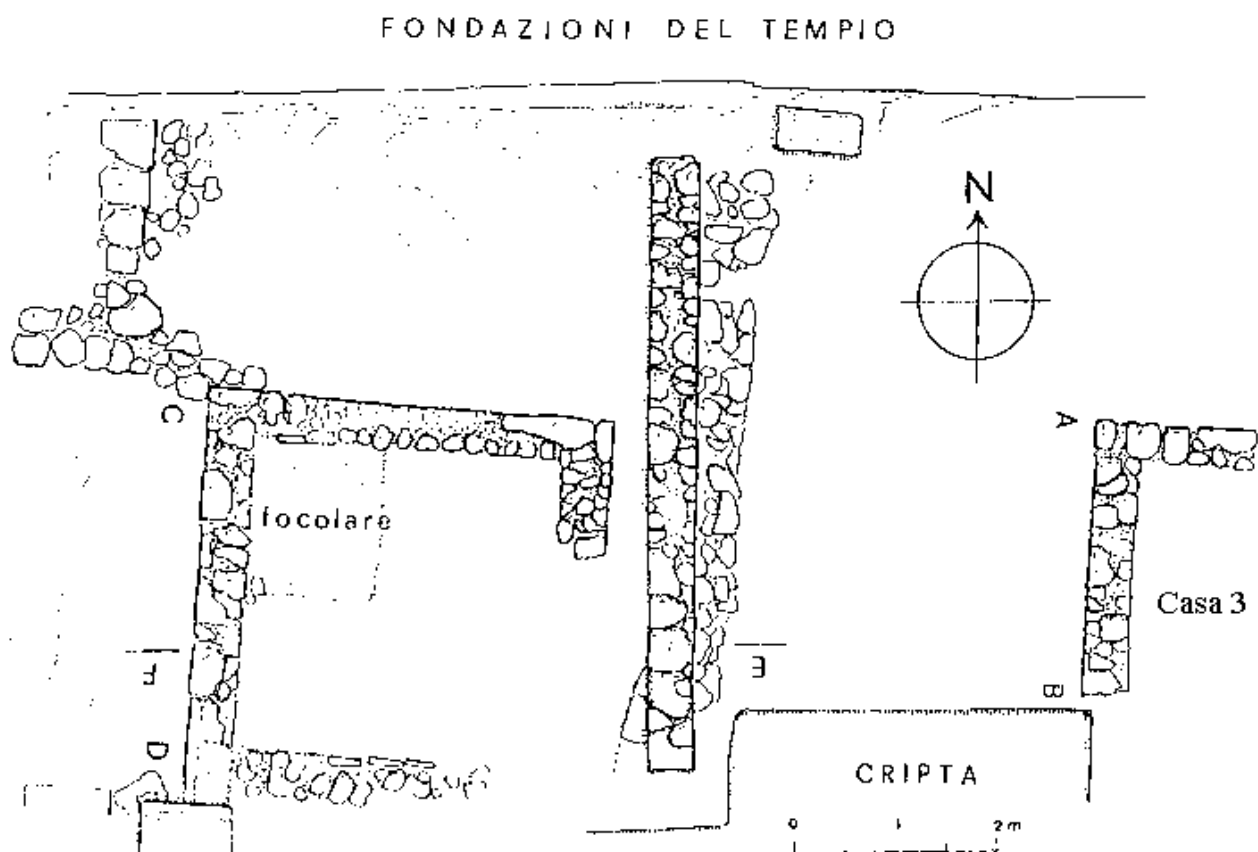 FONDAZIONI DEL TEMPIO
N
A
C
focolare
Casa 3
F
E
B
D
CRIPTA
0 1 2 m